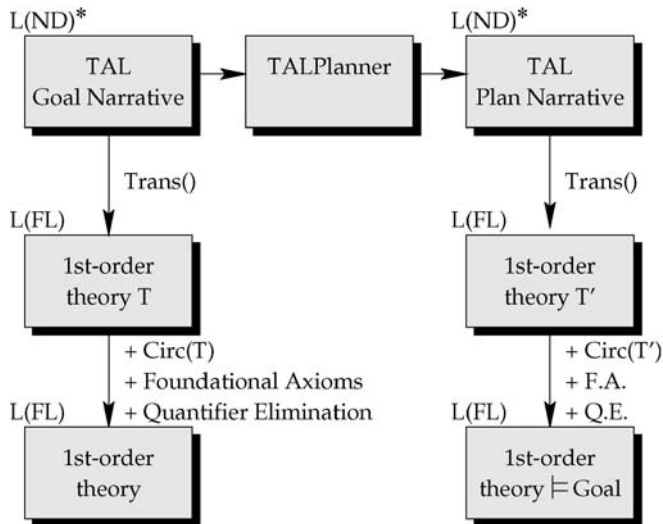 L(ND)*
TAL
Goal Narrative
TALPlanner
L(ND)*
TAL
Plan Narrative
Trans()
Trans()
L(FL)
1st-order
theory T
L(FL)
1st-order
theory T′
+ Circ(T)
+ Foundational Axioms
+ Quantifier Elimination
+ Circ(T′)
+ F.A.
+ Q.E.
L(FL)
1st-order
theory
L(FL)
1st-order
theory ⊨ Goal